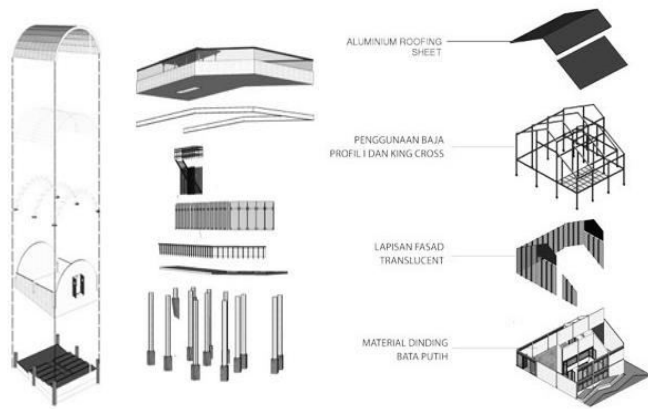 ALUMINIUM ROOFING
SHEET
PENGGUNAAN BAJA
PROFIL I DAN KING CROSS
LAPISAN FASAD
TRANSLUCENT
MATERIAL DINDING
BATA PUTIH